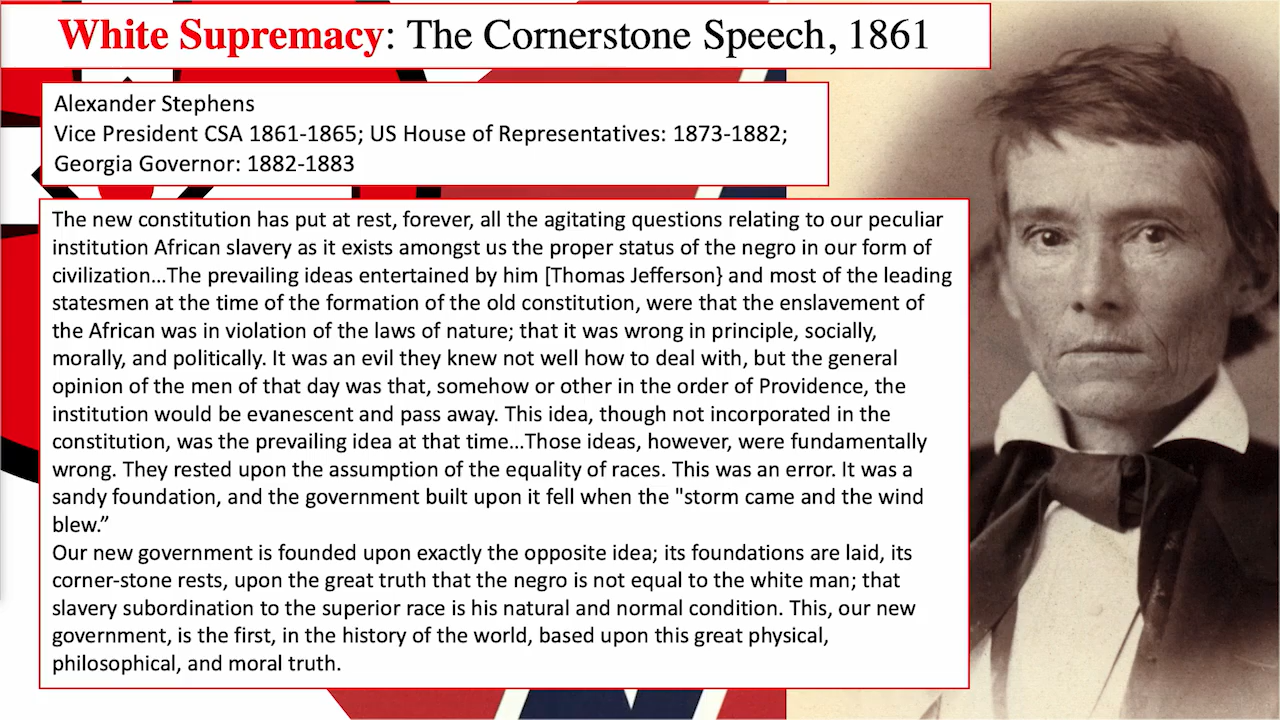 White Supremacy: The Cornerstone Speech, 1861
Alexander Stephens
Vice President CSA 1861-1865; US House of Representatives: 1873-1882;
Georgia Governor: 1882-1883
The new constitution has put at rest, forever, all the agitating questions relating to our peculiar
institution African slavery as it exists amongst us the proper status of the negro in our form of
civilization...The prevailing ideas entertained by him [Thomas Jefferson} and most of the leading
statesmen at the time of the formation of the old constitution, were that the enslavement of
the African was in violation of the laws of nature; that it was wrong in principle, socially,
morally, and politically. It was an evil they knew not well how to deal with, but the general
opinion of the men of that day was that, somehow or other in the order of Providence, the
institution would be evanescent and pass away. This idea, though not incorporated in the
constitution, was the prevailing idea at that time...Those ideas, however, were fundamentally
wrong. They rested upon the assumption of the equality of races. This was an error. It was a
sandy foundation, and the government built upon it fell when the "storm came and the wind
blew.”
Our new government is founded upon exactly the opposite idea; its foundations are laid, its
corner-stone rests, upon the great truth that the negro is not equal to the white man; that
slavery subordination to the superior race is his natural and normal condition. This, our new
government, is the first, in the history of the world, based upon this great physical,
philosophical, and moral truth.